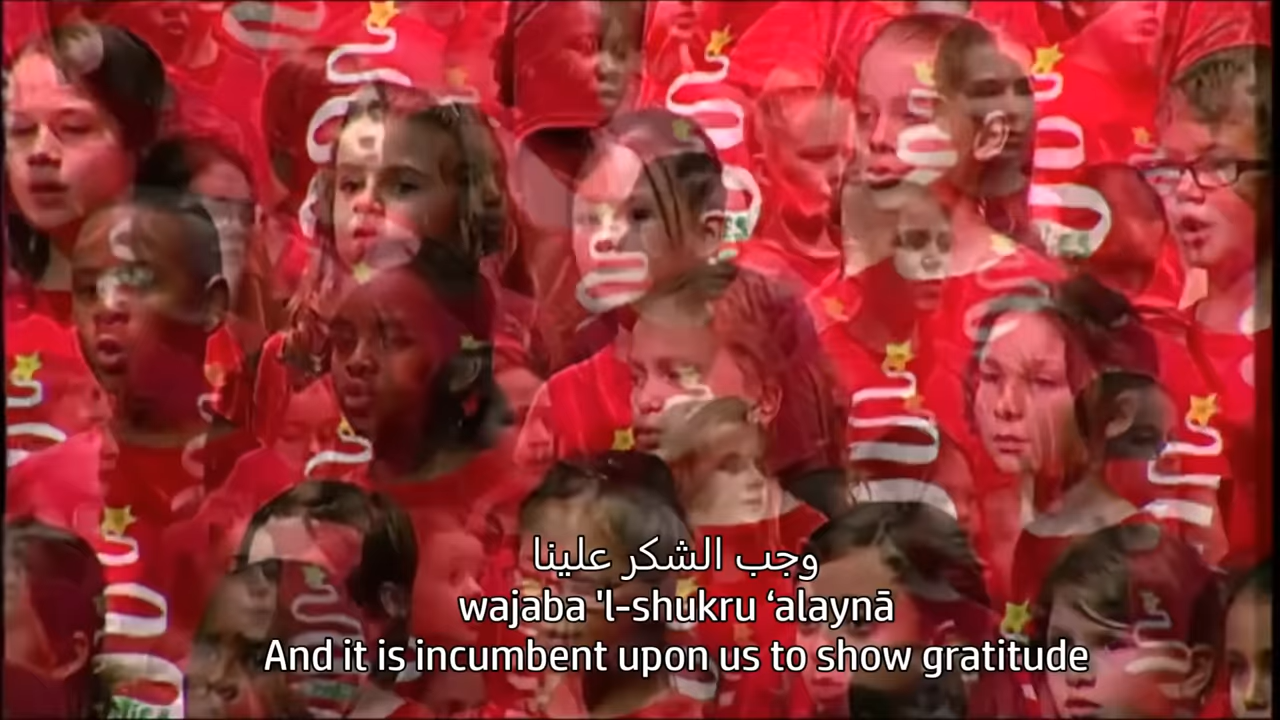 وجب الشكر علينا
wajaba 'l-shukru ‘alaynā
And it is incumbent upon us to show gratitude